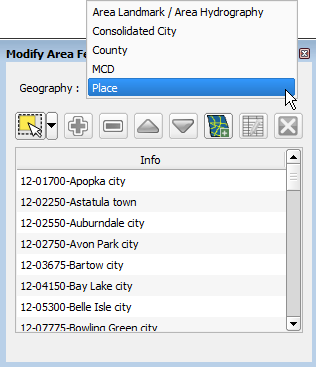 Area Landmark / Area Hydrography
Consolidated City
County
MCD
Place
Modify Area Fe
Geography :
Info
12-01700-Apopka city
12-02250-Astatula town
12-02550-Auburndale city
12-02750-Avon Park city
12-03675-Bartow city
12-04150-Bay Lake city
12-05300-Belle Isle city
12-07775-Bowling Green city